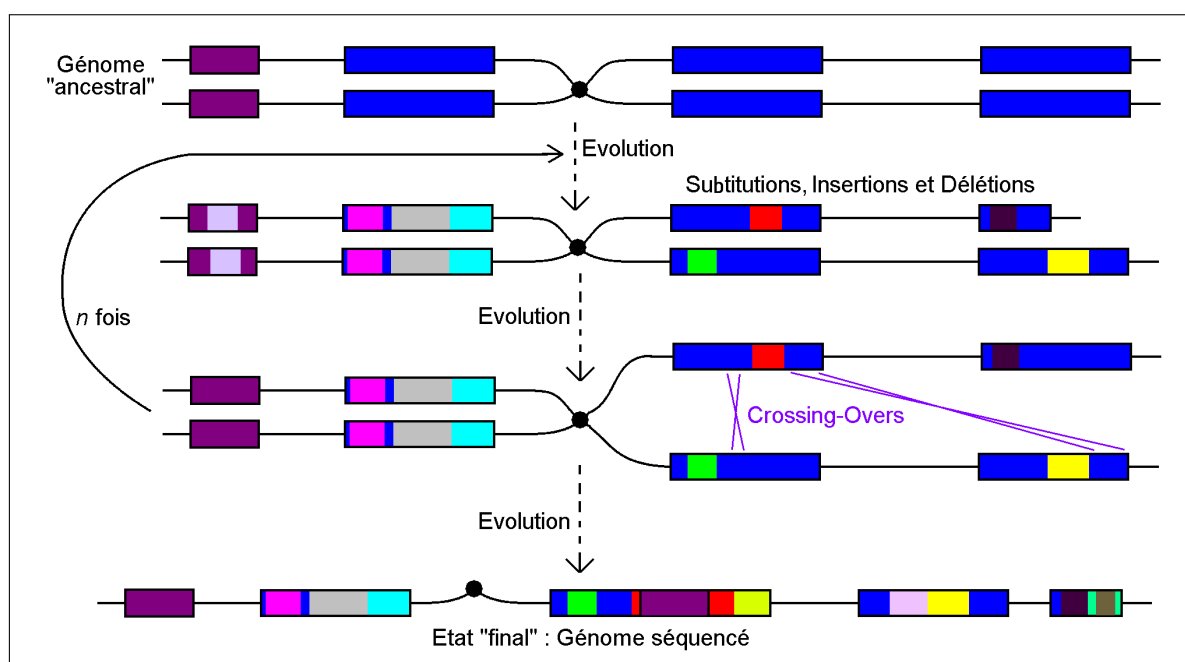 Génome
"ancestral"
Evolution
Subtitutions, Insertions et Délétions
Evolution
n fois
Crossing-Overs
Evolution
Etat "final" : Génome séquencé